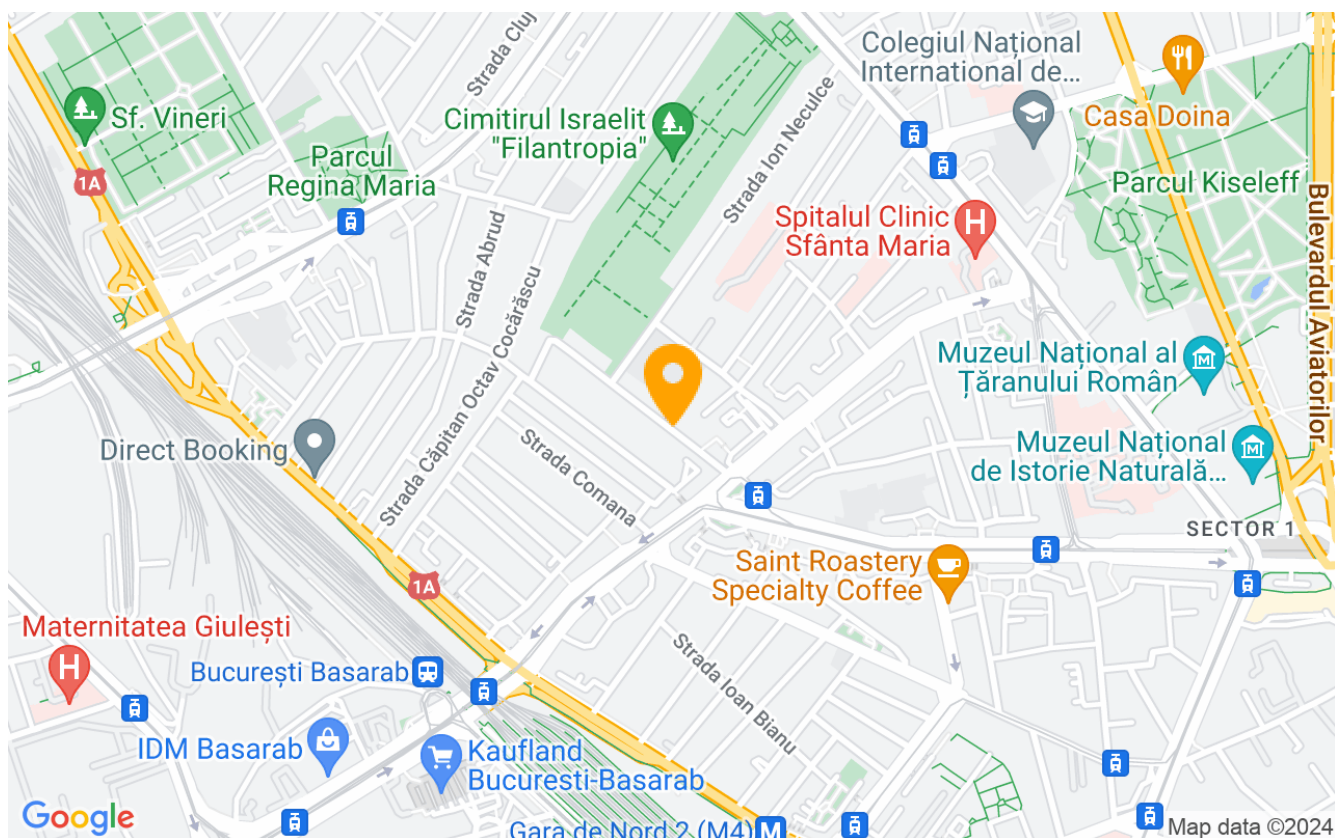 Strada Cluj
Colegiul Național
International de...
Sf. Vineri
Cimitirul Israelit
"Filantropia"
Strada Ion Neculce
Casa Doina
Parcul
Regina Maria
1A
Parcul Kiseleff
Bulevardul Aviatorilor
Spitalul Clinic
Sfânta Maria
H
Strada Abrud
Strada Căpitan Octav Cocărăscu
Muzeul Național al
Țăranului Român
M
Direct Booking
Strada Comana
Muzeul Național
de Istorie Naturală...
M
SECTOR 1
Saint Roastery
Specialty Coffee
1A
Maternitatea Giulești
H
București Basarab
Strada Ioan Bianu
IDM Basarab
Kaufland
Bucuresti-Basarab
Google
Gara de Nord 2 (M4)
M
Map data ©2024